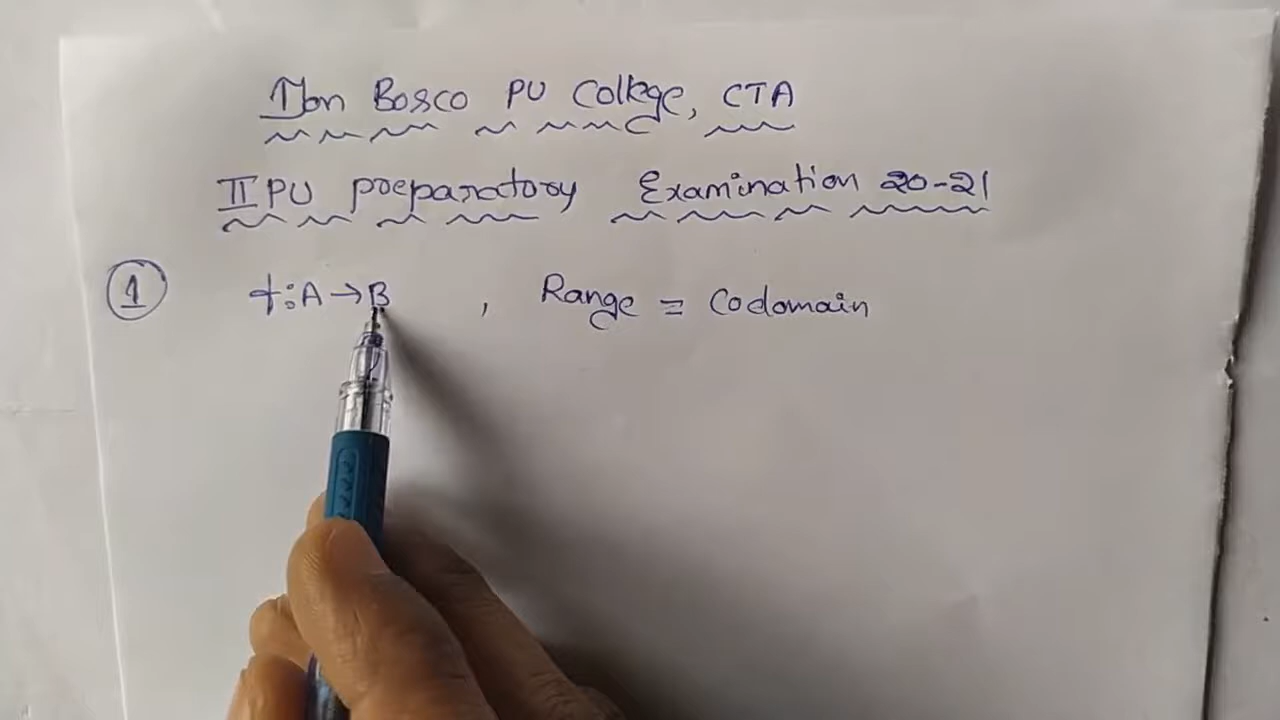 Don Bosco PU College, CTA
II PU preparatory Examination 20-21
1 f:A→B , Range = Codomain